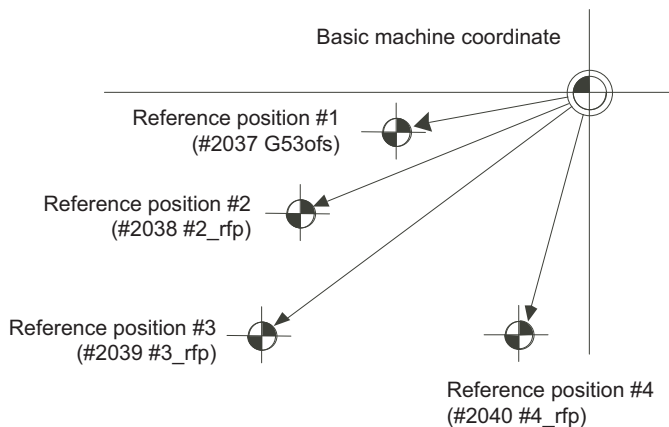 Basic machine coordinate
Reference position #1
(#2037 G53ofs)
Reference position #2
(#2038 #2_rfp)
Reference position #3
(#2039 #3_rfp)
Reference position #4
(#2040 #4_rfp)